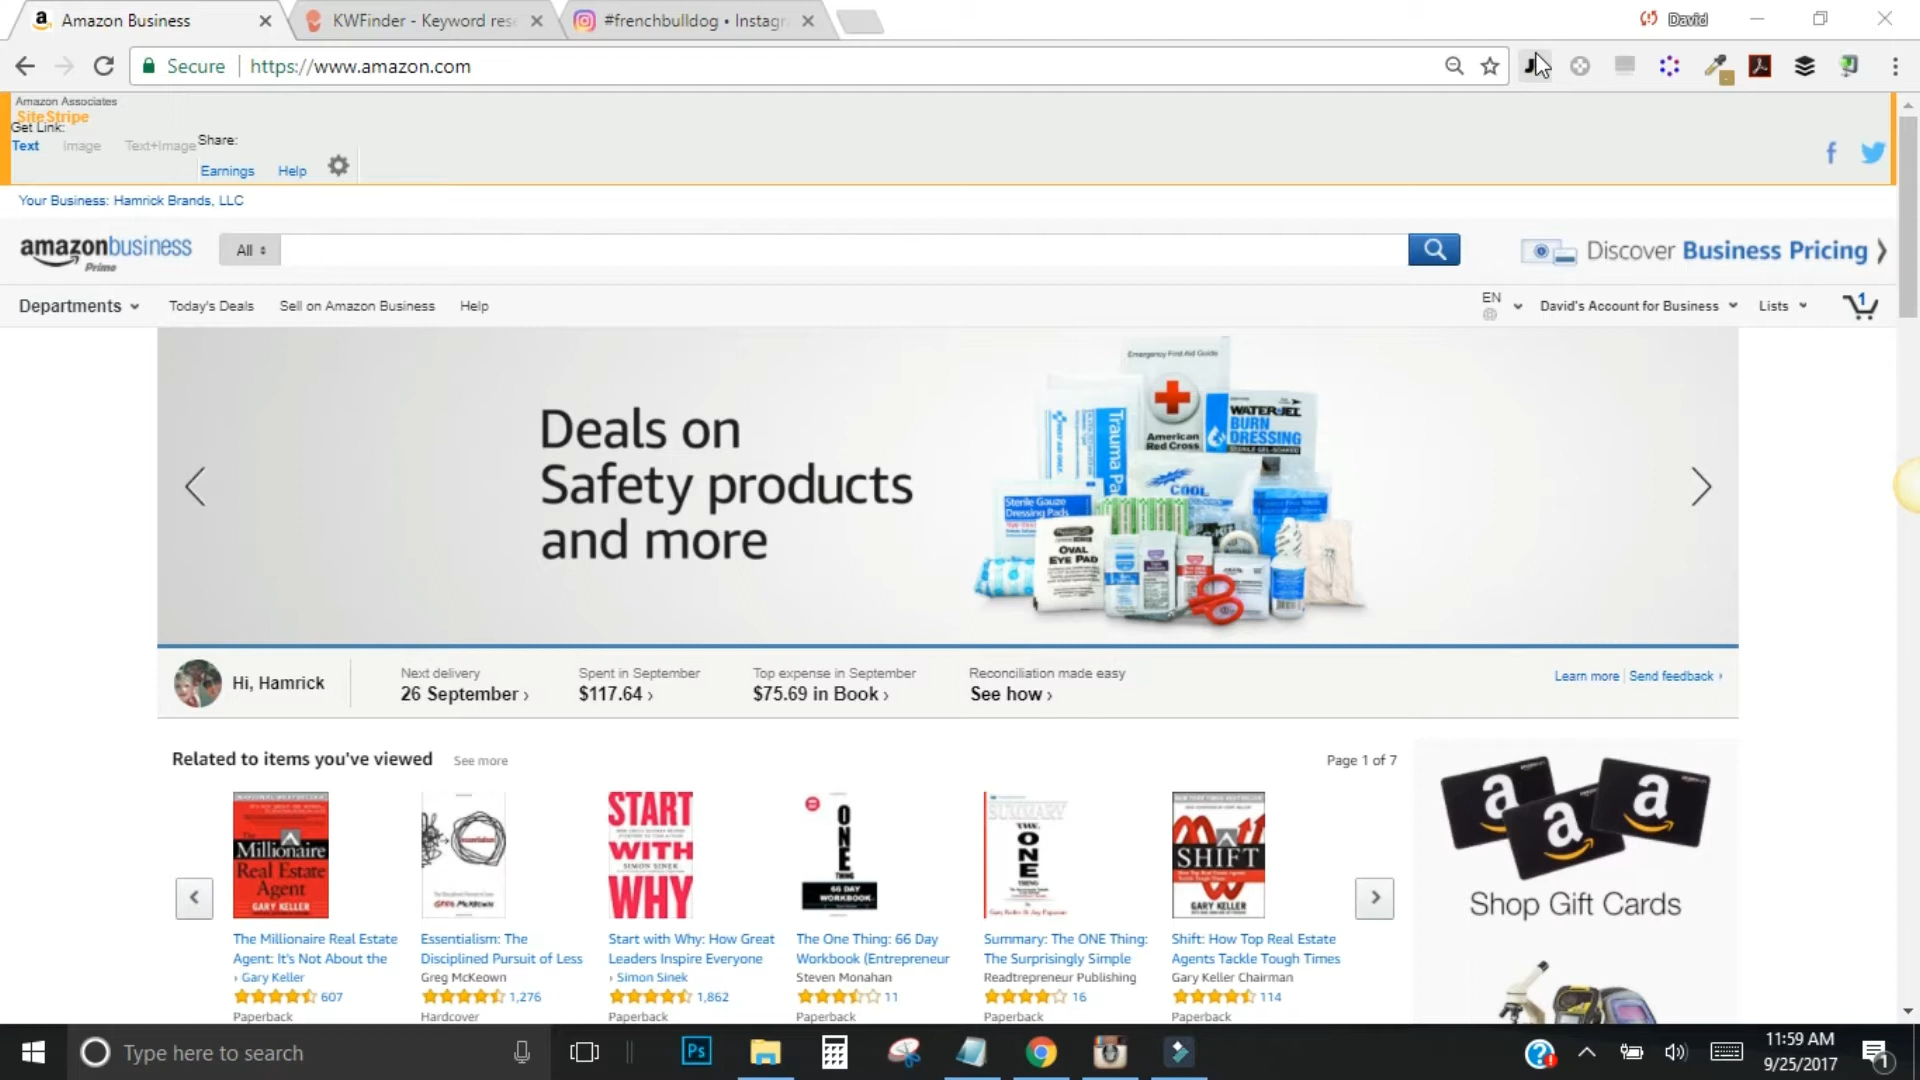 Amazon Business
KWFinder - Keyword res
#frenchbulldog • Instagr
David
Secure
https://www.amazon.com
Amazon Associates
SiteStripe
Get Link:
Text Image Text+Image
Share:
Earnings Help
Your Business: Hamrick Brands, LLC
amazonbusiness
Prime
All
Discover Business Pricing
Departments
Today's Deals
Sell on Amazon Business
Help
EN
David's Account for Business
Lists
1
Deals on
Safety products
and more
Emergency First Aid Guide
American
Red Cross
WATER-JEL
BURN
DRESSING
Trauma Pa
COOL
Sterile Gauze
Dressing Pads
OVAL
EYE PAD
Hi, Hamrick
Next delivery
26 September ›
Spent in September
$117.64 ›
Top expense in September
$75.69 in Book ›
Reconciliation made easy
See how ›
Learn more | Send feedback ›
Related to items you've viewed See more
Page 1 of 7
The
Millionaire
Real Estate
Agent
GARY KELLER
essentialism
GREG McKEOWN
START
WITH
SIMON SINEK
WHY
ONE
THING
66 DAY
WORKBOOK
SUMMARY
THE
ONE
THING
SHIFT
GARY KELLER
Shop Gift Cards
The Millionaire Real Estate
Agent: It's Not About the
› Gary Keller
607
Paperback
Essentialism: The
Disciplined Pursuit of Less
Greg McKeown
1,276
Hardcover
Start with Why: How Great
Leaders Inspire Everyone
› Simon Sinek
1,862
Paperback
The One Thing: 66 Day
Workbook (Entrepreneur
Steven Monahan
11
Paperback
Summary: The ONE Thing:
The Surprisingly Simple
Readtrepreneur Publishing
16
Paperback
Shift: How Top Real Estate
Agents Tackle Tough Times
Gary Keller Chairman
114
Paperback
Type here to search
Ps
11:59 AM
9/25/2017
1